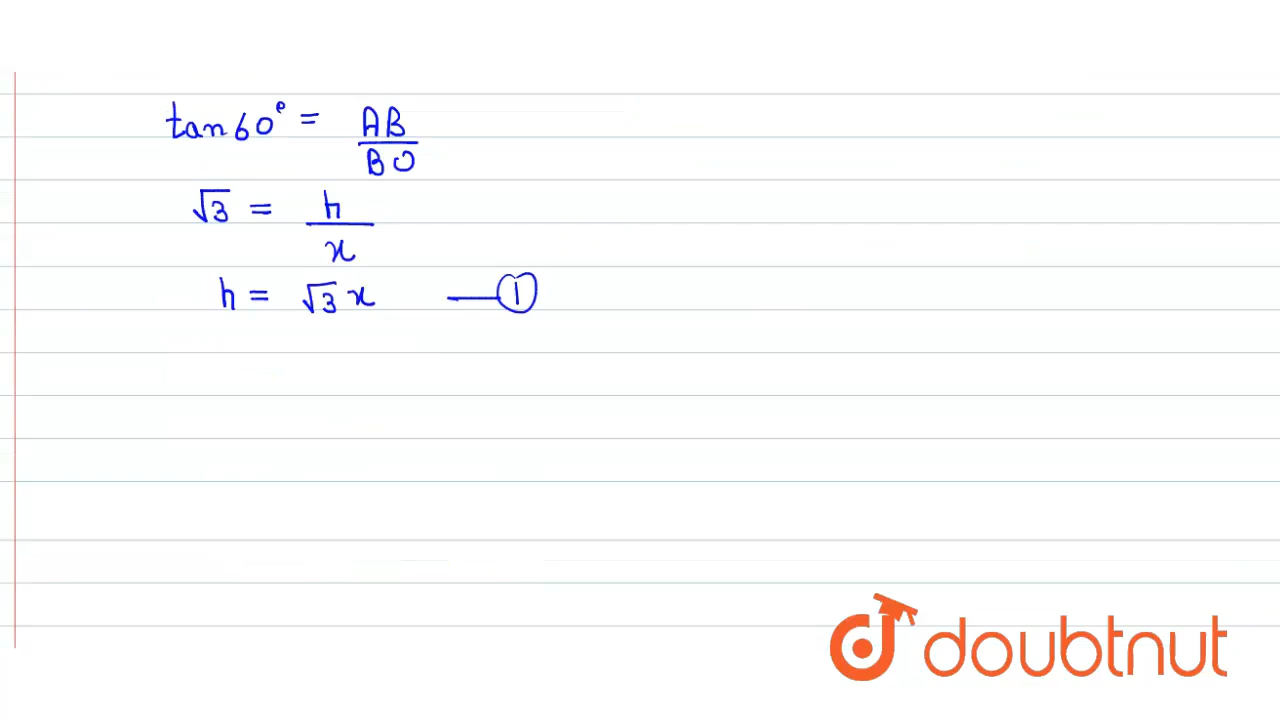 tan 60° = AB/BO
√3 = h/x
h = √3 x —①
doubtnut